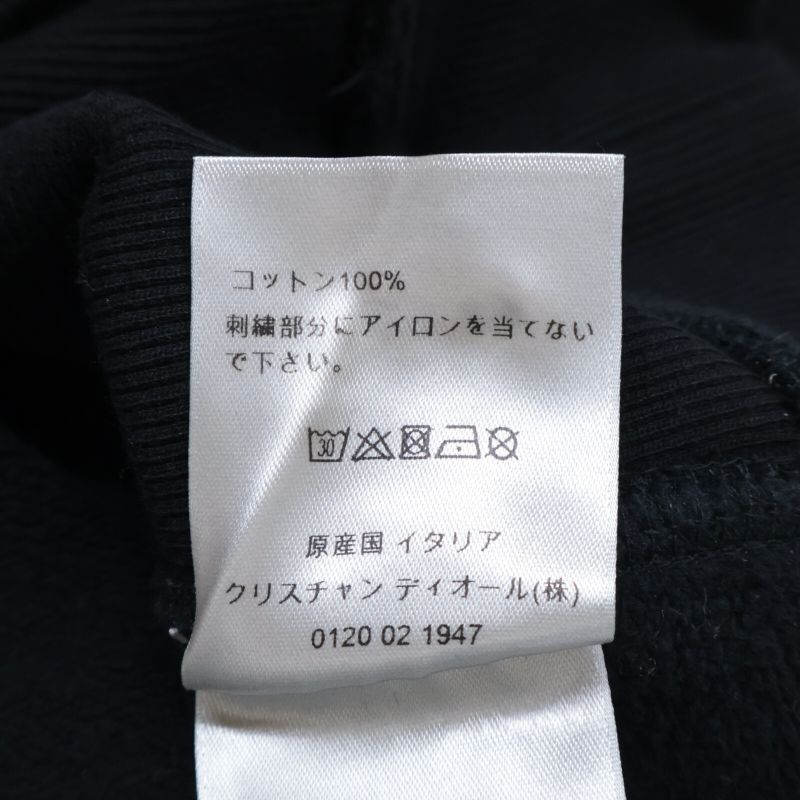 コットン100%
刺繍部分にアイロンを当てない
で下さい。
30
原産国 イタリア
クリスチャン ディオール(株)
0120 02 1947